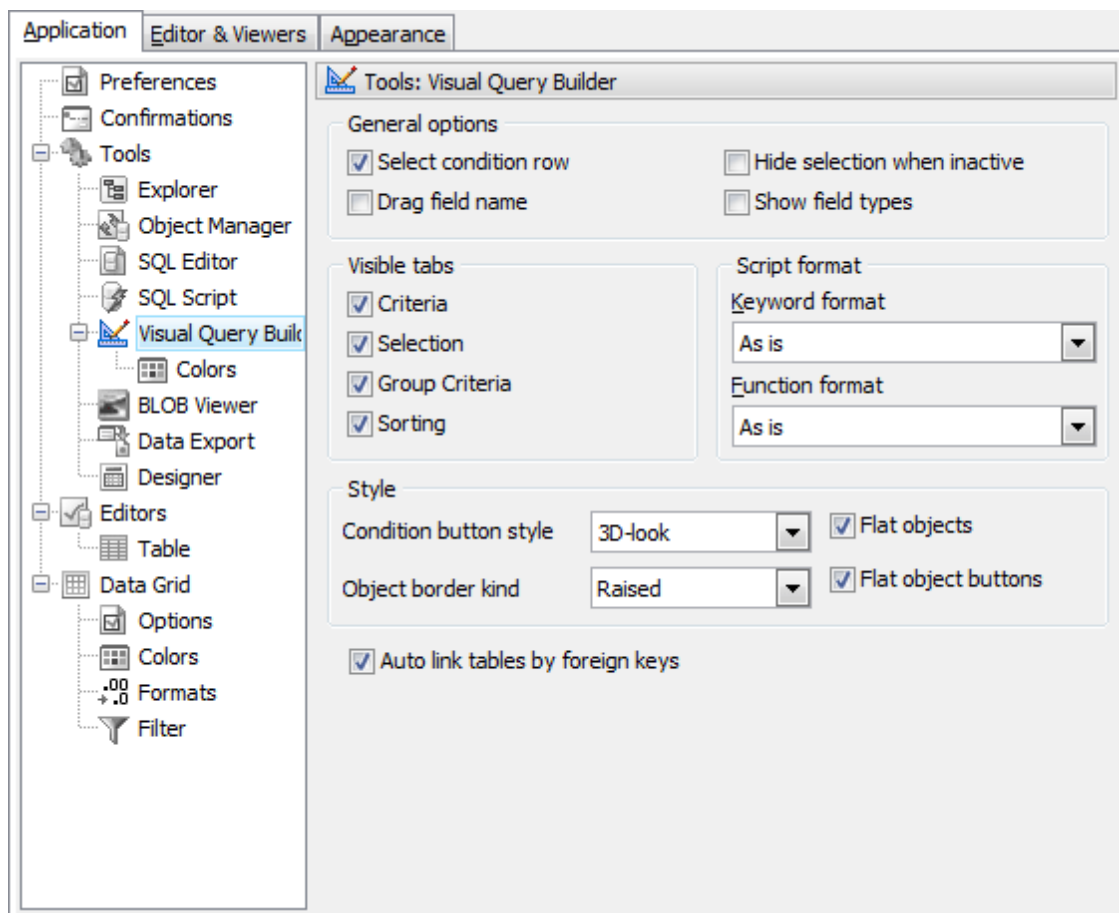 Application
Editor & Viewers
Appearance
Preferences
Confirmations
Tools
Explorer
Object Manager
SQL Editor
SQL Script
Visual Query Builc
Colors
BLOB Viewer
Data Export
Designer
Editors
Table
Data Grid
Options
Colors
.00
.0
Formats
Filter
Tools: Visual Query Builder
General options
Select condition row
Hide selection when inactive
Drag field name
Show field types
Visible tabs
Criteria
Selection
Group Criteria
Sorting
Script format
Keyword format
As is
Function format
As is
Style
Condition button style
3D-look
Flat objects
Object border kind
Raised
Flat object buttons
Auto link tables by foreign keys